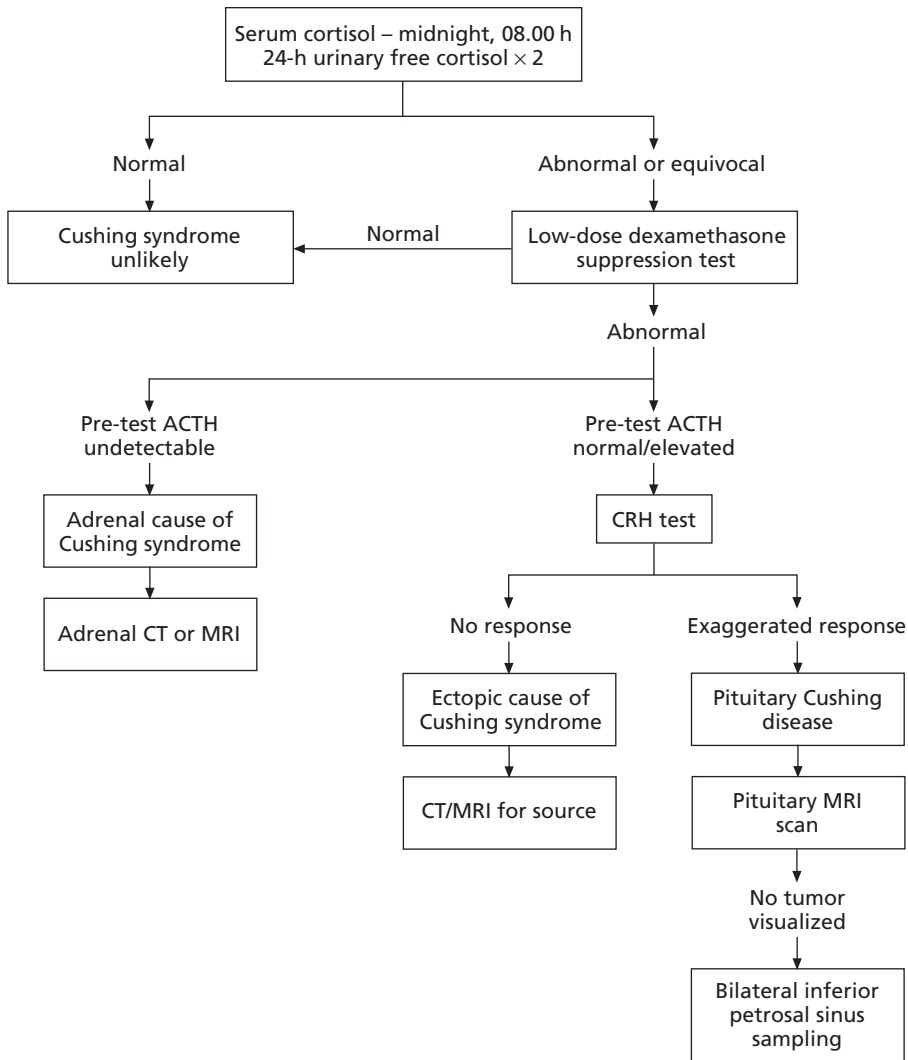 Serum cortisol – midnight, 08.00 h
24-h urinary free cortisol × 2
Normal
Abnormal or equivocal
Cushing syndrome
unlikely
Normal
Low-dose dexamethasone
suppression test
Abnormal
Pre-test ACTH
undetectable
Pre-test ACTH
normal/elevated
Adrenal cause of
Cushing syndrome
CRH test
Adrenal CT or MRI
No response
Exaggerated response
Ectopic cause of
Cushing syndrome
Pituitary Cushing
disease
CT/MRI for source
Pituitary MRI
scan
No tumor
visualized
Bilateral inferior
petrosal sinus
sampling